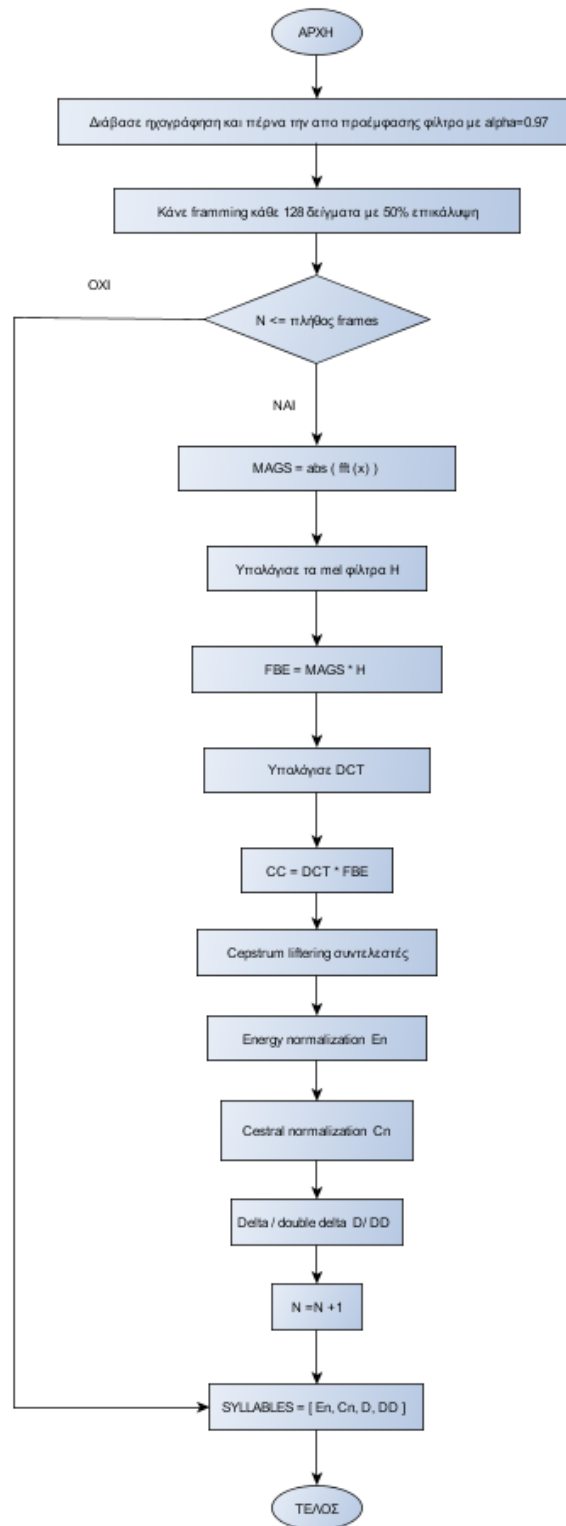 ΑΡΧΗ
Διάβασε ηχογράφηση και πέρνα την απο προέμφασης φίλτρο με alpha=0.97
Κάνε framming κάθε 128 δείγματα με 50% επικάλυψη
ΟΧΙ
N <= πλήθος frames
ΝΑΙ
MAGS = abs ( fft (x) )
Υπολόγισε τα mel φίλτρα H
FBE = MAGS * H
Υπολόγισε DCT
CC = DCT * FBE
Cepstrum liftering συντελεστές
Energy normalization En
Cestral normalization Cn
Delta / double delta D/ DD
N =N +1
SYLLABLES = [ En, Cn, D, DD ]
ΤΕΛΟΣ